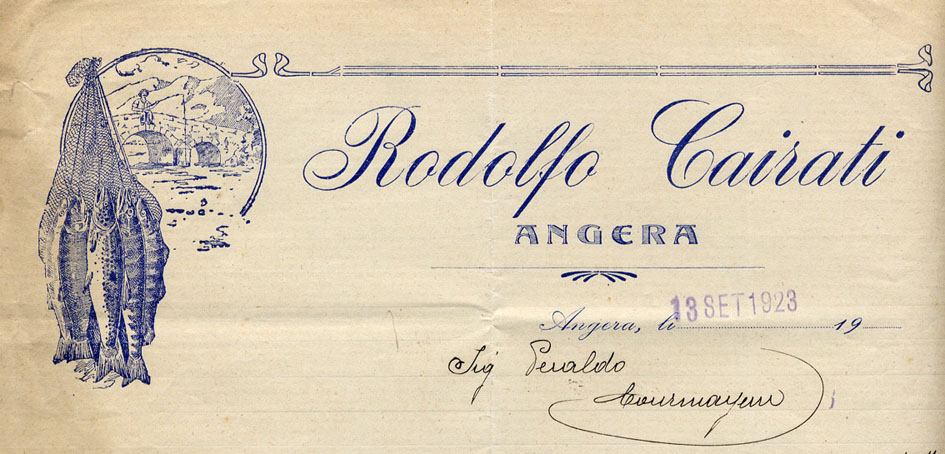 Rodolfo Cairati
ANGERA
Angera, li 13 SET 1923 19
Sig Peraldo
Courmayeur